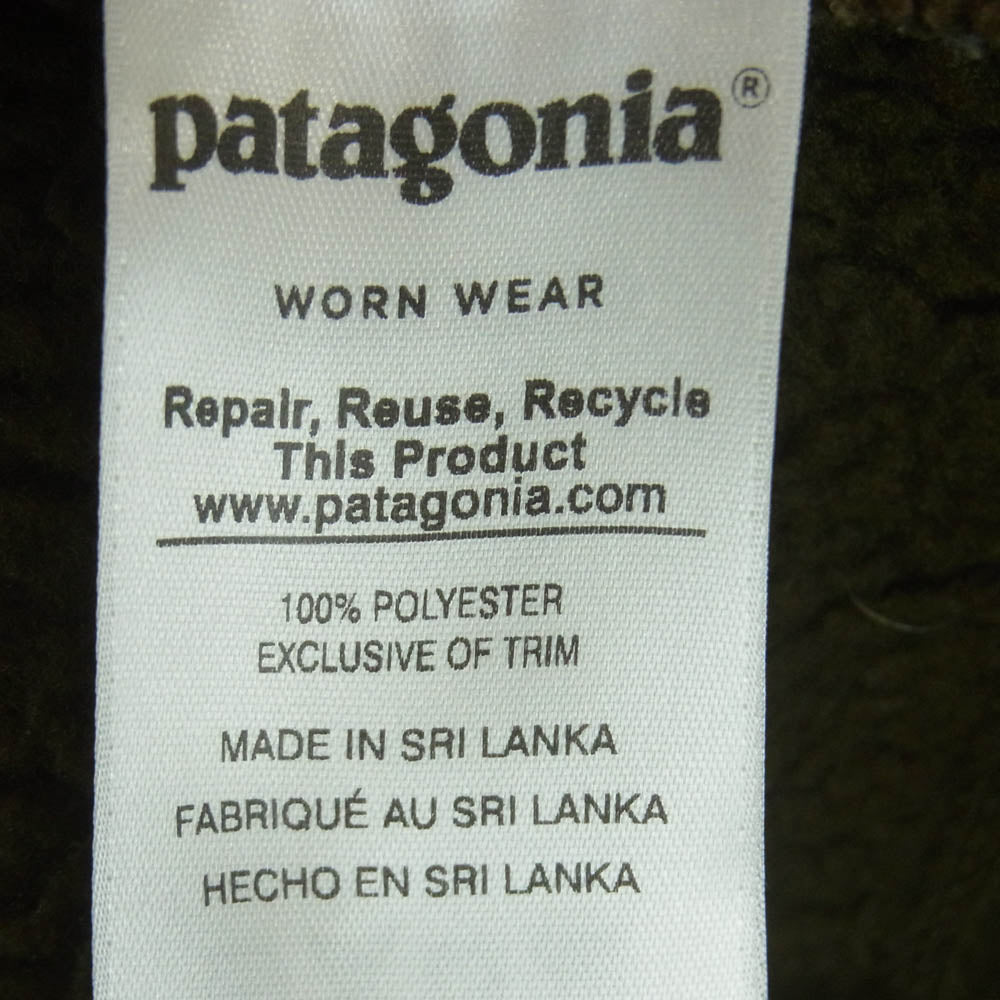 patagonia®
WORN WEAR
Repair, Reuse, Recycle
This Product
www.patagonia.com
100% POLYESTER
EXCLUSIVE OF TRIM
MADE IN SRI LANKA
FABRIQUÉ AU SRI LANKA
HECHO EN SRI LANKA